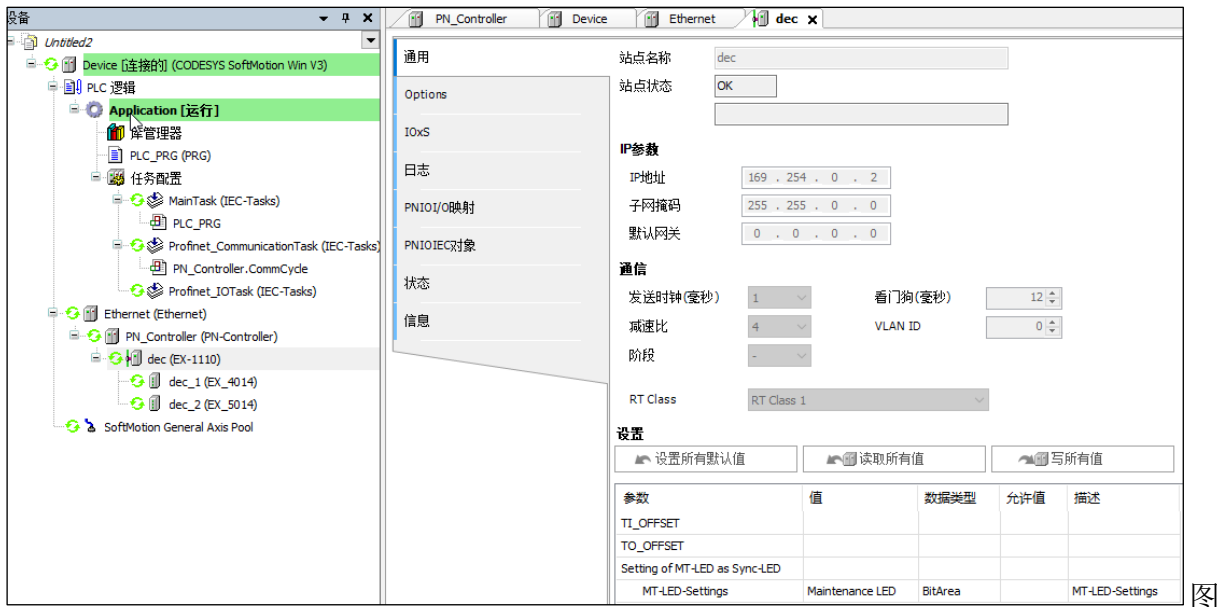 设备
Untitled2
Device [连接的] (CODESYS SoftMotion Win V3)
PLC 逻辑
Application [运行]
库管理器
PLC_PRG (PRG)
任务配置
MainTask (IEC-Tasks)
PLC_PRG
Profinet_CommunicationTask (IEC-Tasks)
PN_Controller.CommCycle
Profinet_IOTask (IEC-Tasks)
Ethernet (Ethernet)
PN_Controller (PN-Controller)
dec (EX-1110)
dec_1 (EX_4014)
dec_2 (EX_5014)
SoftMotion General Axis Pool
PN_Controller Device Ethernet dec
通用
Options
IOxS
日志
PNIOI/O映射
PNIOIEC对象
状态
信息
站点名称 dec
站点状态 OK
IP参数
IP地址 169 . 254 . 0 . 2
子网掩码 255 . 255 . 0 . 0
默认网关 0 . 0 . 0 . 0
通信
发送时钟(毫秒) 1 看门狗(毫秒) 12
减速比 4 VLAN ID 0
阶段 -
RT Class RT Class 1
设置
设置所有默认值 读取所有值 写所有值
参数 值 数据类型 允许值 描述
TI_OFFSET
TO_OFFSET
Setting of MT-LED as Sync-LED
MT-LED-Settings Maintenance LED BitArea MT-LED-Settings
图